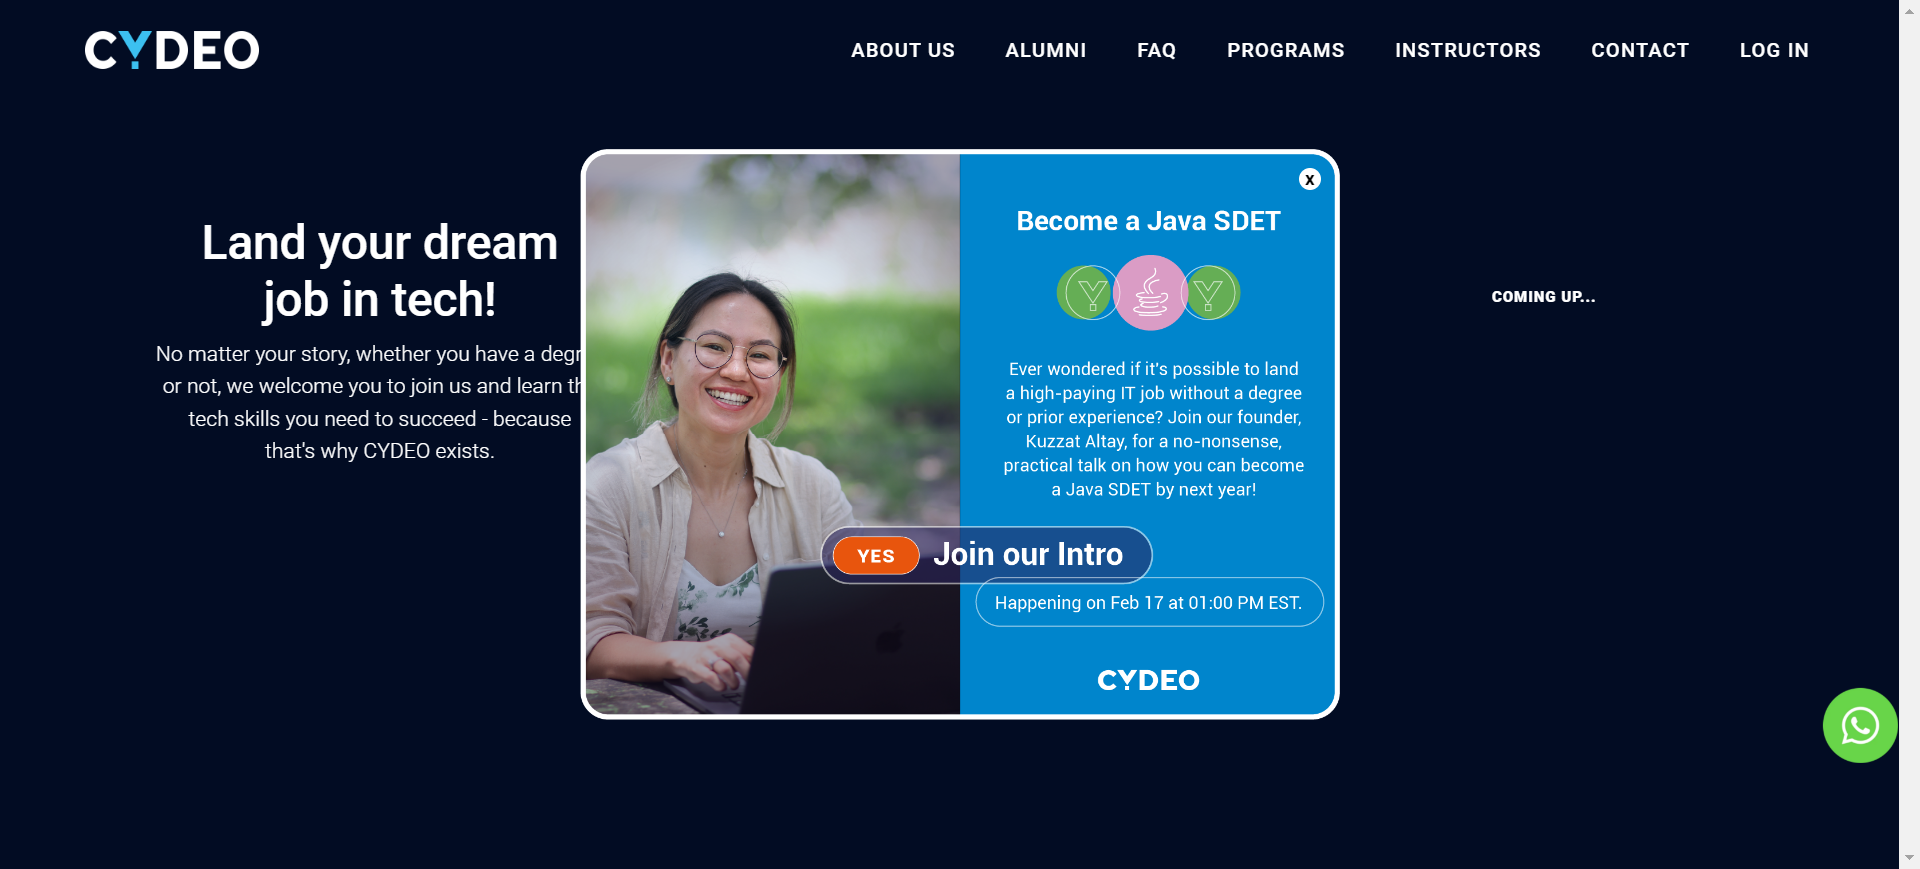 CYDEO
ABOUT US
ALUMNI
FAQ
PROGRAMS
INSTRUCTORS
CONTACT
LOG IN
Land your dream
job in tech!
No matter your story, whether you have a degr
or not, we welcome you to join us and learn th
tech skills you need to succeed - because
that's why CYDEO exists.
X
Become a Java SDET
Ever wondered if it's possible to land
a high-paying IT job without a degree
or prior experience? Join our founder,
Kuzzat Altay, for a no-nonsense,
practical talk on how you can become
a Java SDET by next year!
YES Join our Intro
Happening on Feb 17 at 01:00 PM EST.
CYDEO
COMING UP...